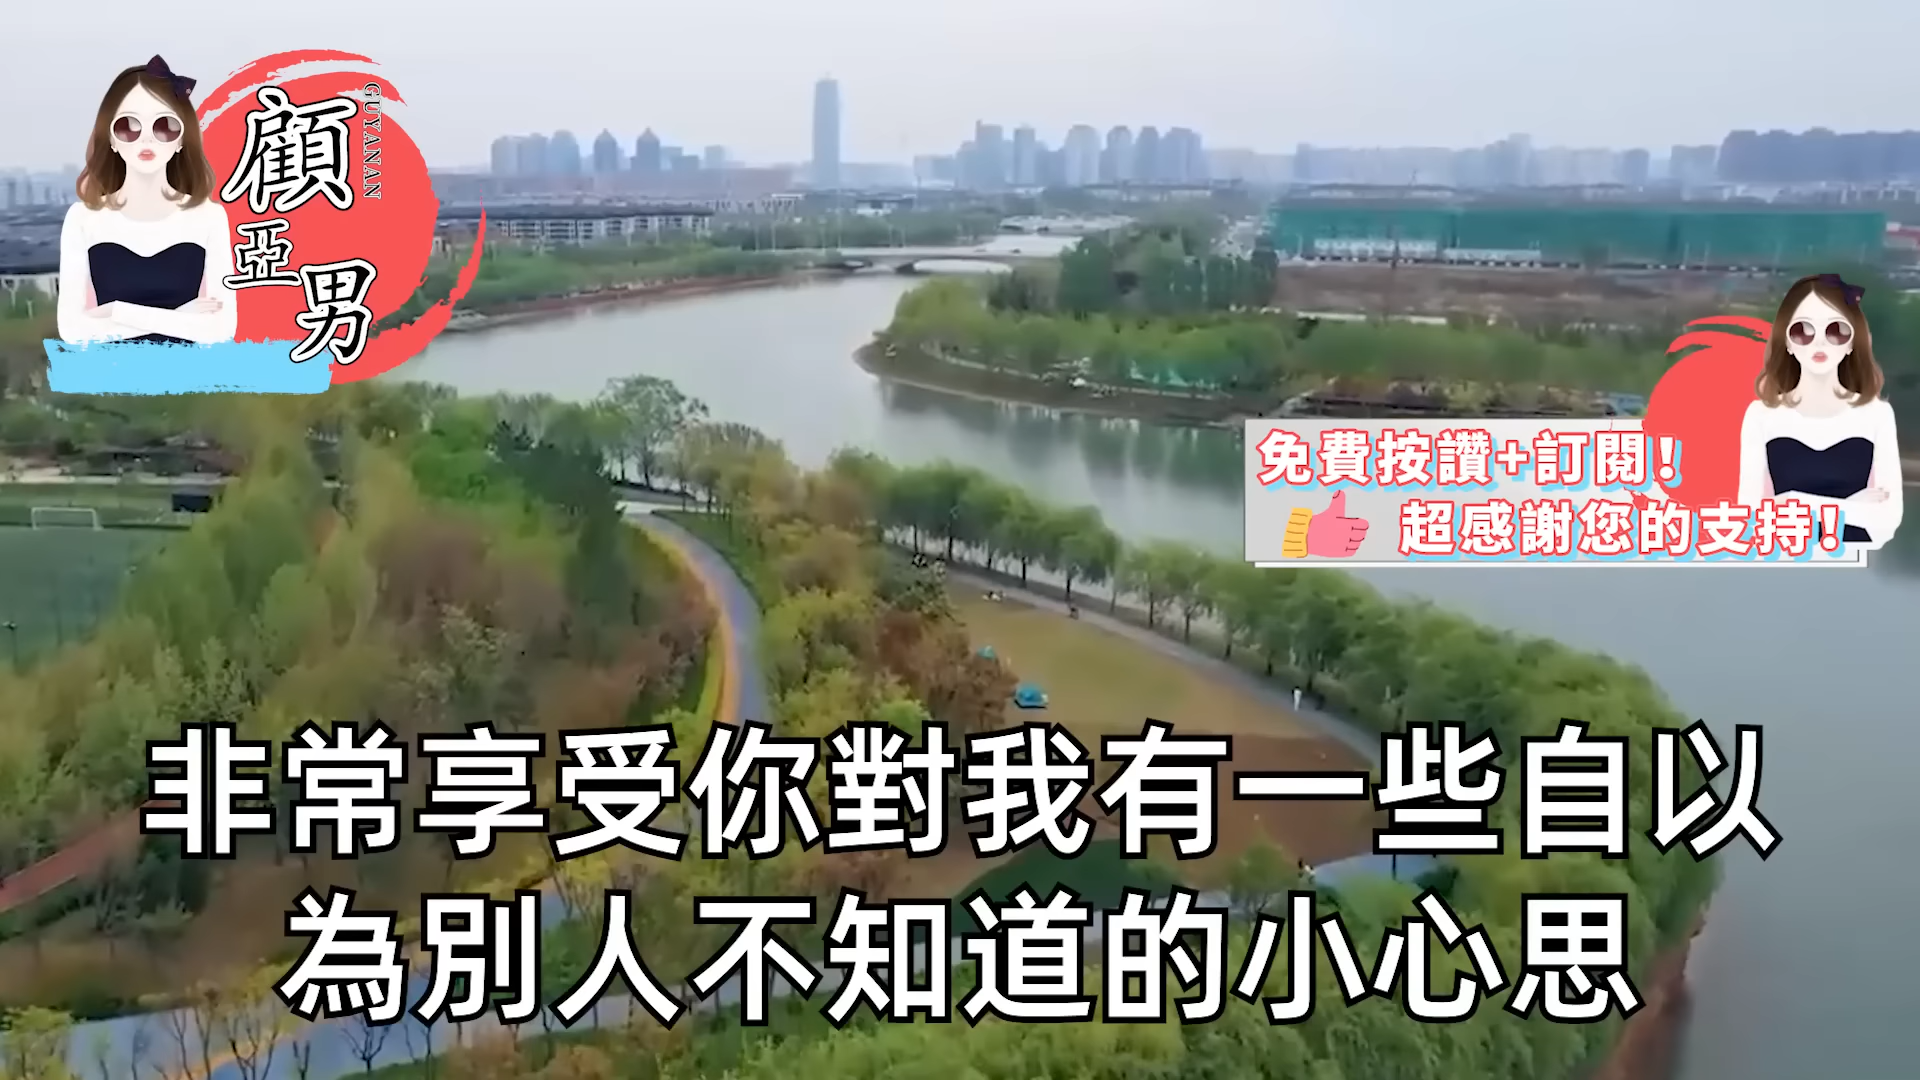 顧亞男
GUYANAN
免費按讚+訂閱!
超感謝您的支持!
非常享受你對我有一些自以
為別人不知道的小心思